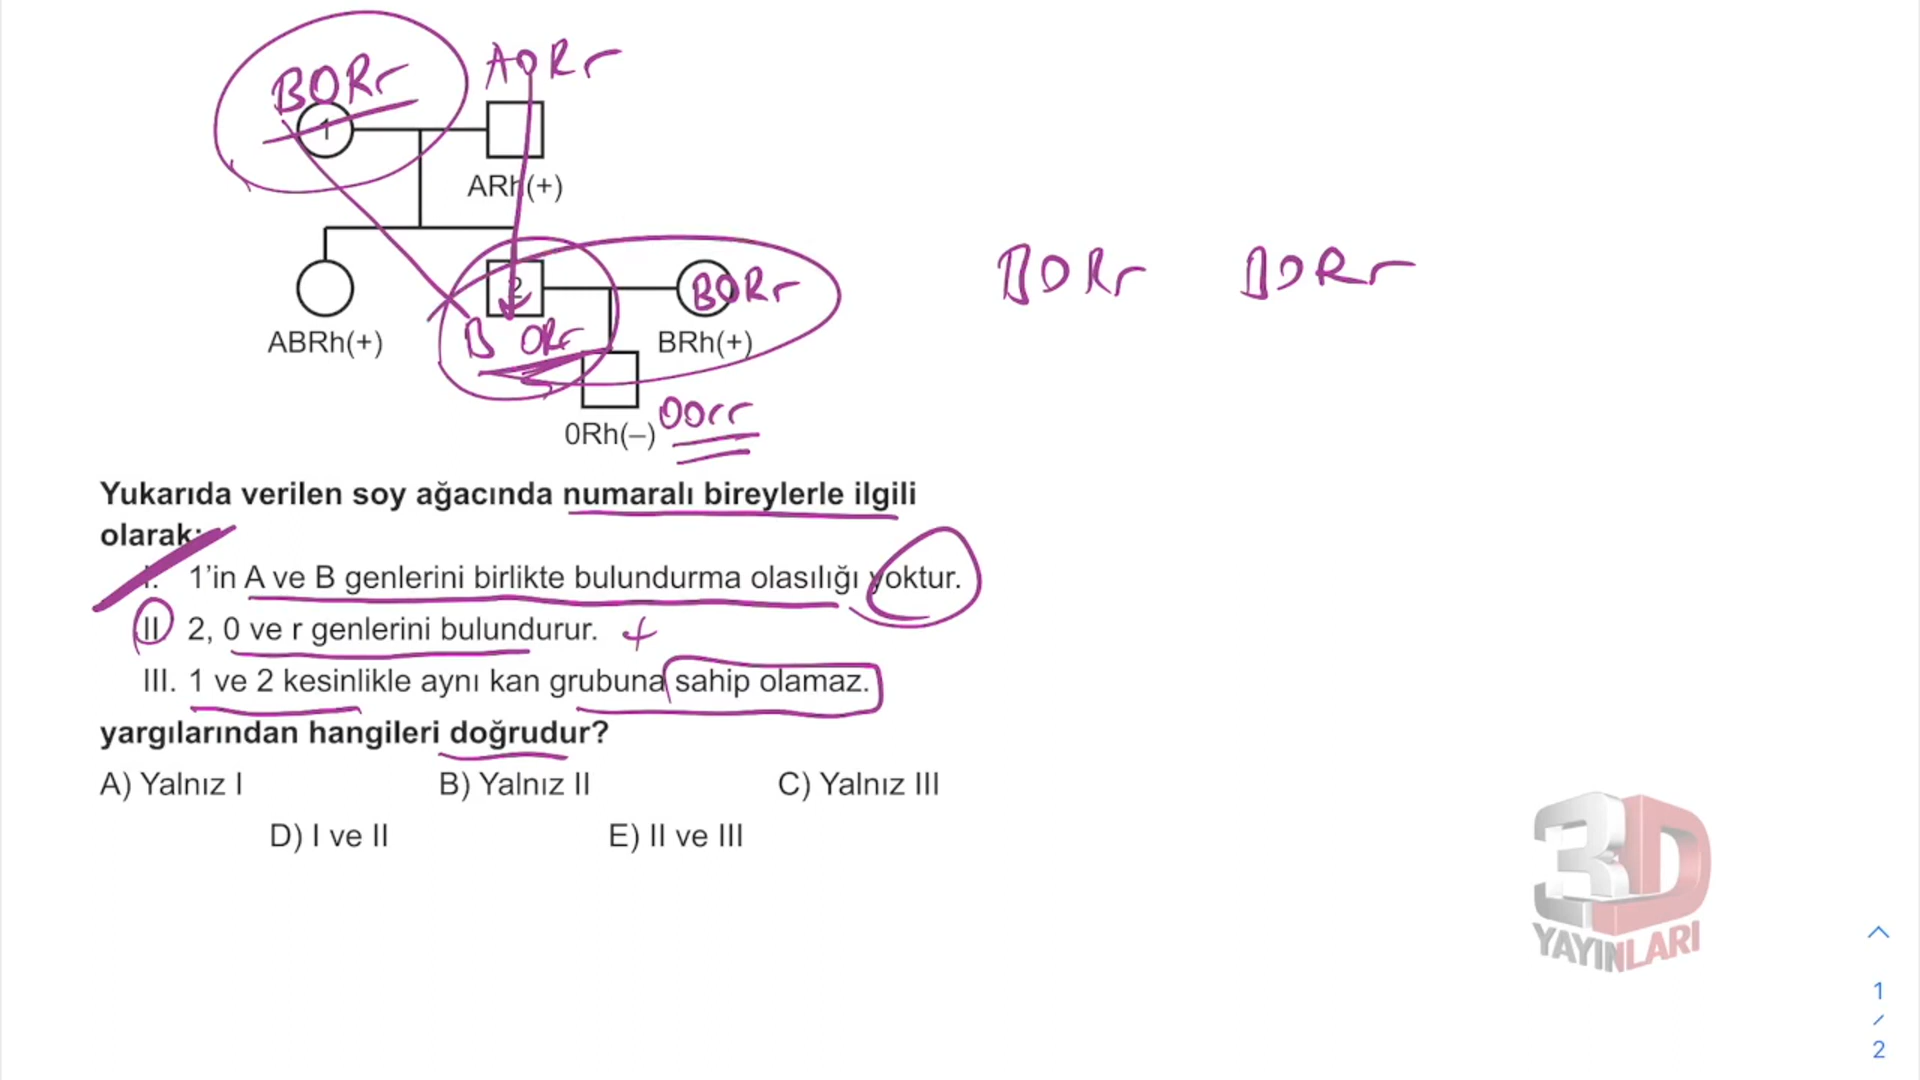 BORr
AORr
1
ARh(+)
2
BORr
BORr BORr
ABRh(+)
B ORr
BRh(+)
0Rh(–)
OOrr
Yukarıda verilen soy ağacında numaralı bireylerle ilgili
olarak;
I. 1’in A ve B genlerini birlikte bulundurma olasılığı yoktur.
II 2, 0 ve r genlerini bulundurur. +
III. 1 ve 2 kesinlikle aynı kan grubuna sahip olamaz.
yargılarından hangileri doğrudur?
A) Yalnız I B) Yalnız II C) Yalnız III
D) I ve II E) II ve III
3D
YAYINLARI
1
/
2